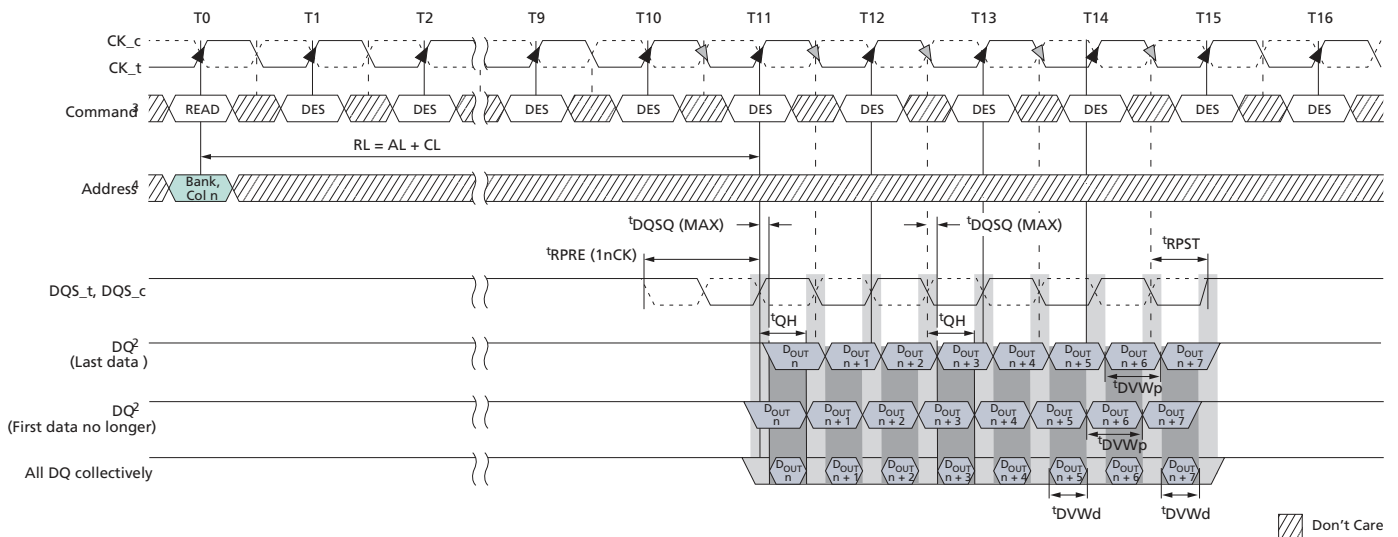 T0 T1 T2 T9 T10 T11 T12 T13 T14 T15 T16
CK_c
CK_t
Command3 READ DES DES DES DES DES DES DES DES DES DES
RL = AL + CL
Address4 Bank,
Col n
tDQSQ (MAX) tDQSQ (MAX)
tRPRE (1nCK) tRPST
DQS_t, DQS_c
tQH tQH
DQ2
(Last data )
DOUT DOUT DOUT DOUT DOUT DOUT DOUT DOUT
n n + 1 n + 2 n + 3 n + 4 n + 5 n + 6 n + 7
tDVWp
DQ2
(First data no longer)
DOUT DOUT DOUT DOUT DOUT DOUT DOUT DOUT
n n + 1 n + 2 n + 3 n + 4 n + 5 n + 6 n + 7
tDVWp
All DQ collectively
DOUT DOUT DOUT DOUT DOUT DOUT DOUT DOUT
n n + 1 n + 2 n + 3 n + 4 n + 5 n + 6 n + 7
tDVWd tDVWd
Don't Care